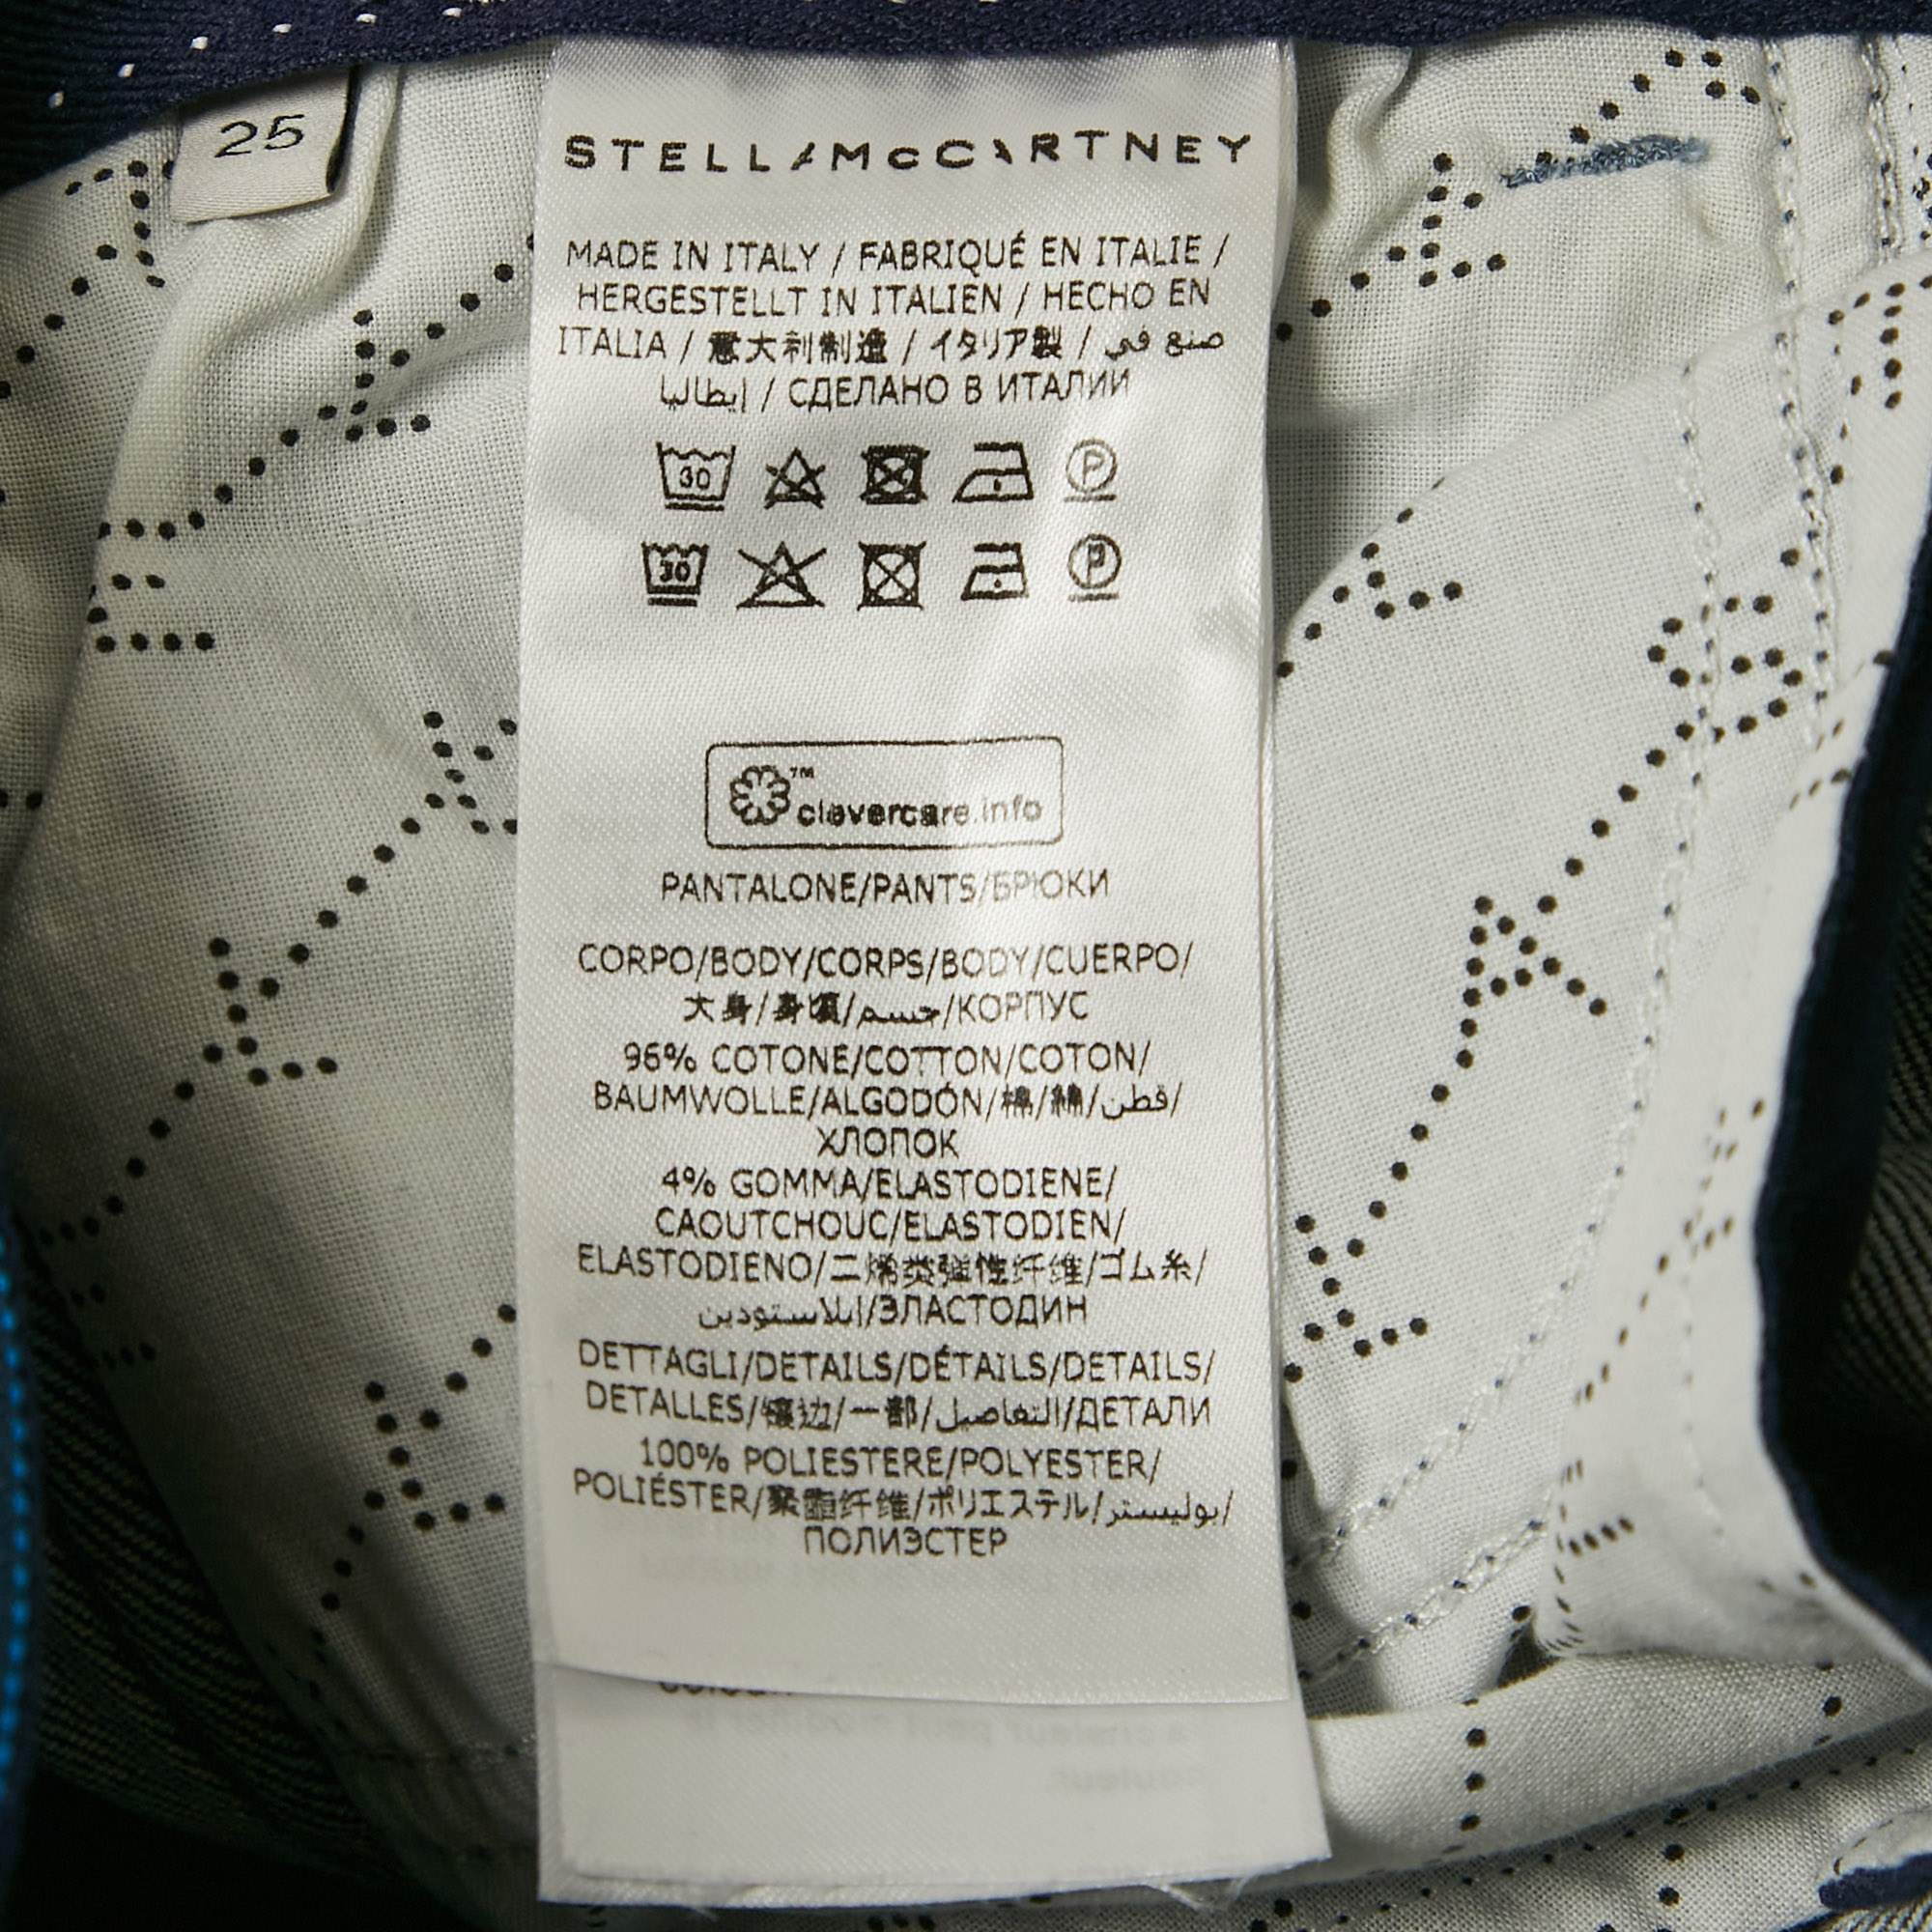 25
STELLA McCARTNEY
MADE IN ITALY / FABRIQUÉ EN ITALIE /
HERGESTELLT IN ITALIEN / HECHO EN
ITALIA / 意大利制造 / イタリア製 / صنع في
إيطاليا / СДЕЛАНО В ИТАЛИИ
30 P
30 P
™
clevercare.info
PANTALONE/PANTS/БРЮКИ
CORPO/BODY/CORPS/BODY/CUERPO/
大身/身頃/جسم/КОРПУС
96% COTONE/COTTON/COTON/
BAUMWOLLE/ALGODÓN/棉/綿/قطن/
ХЛОПОК
4% GOMMA/ELASTODIENE/
CAOUTCHOUC/ELASTODIEN/
ELASTODIENO/二烯类弹性纤维/ゴム糸/
إيلاستودين/ЭЛАСТОДИН
DETTAGLI/DETAILS/DÉTAILS/DETAILS/
DETALLES/镶边/一部/التفاصيل/ДЕТАЛИ
100% POLIESTERE/POLYESTER/
POLIÉSTER/聚酯纤维/ポリエステル/بوليستر/
ПОЛИЭСТЕР